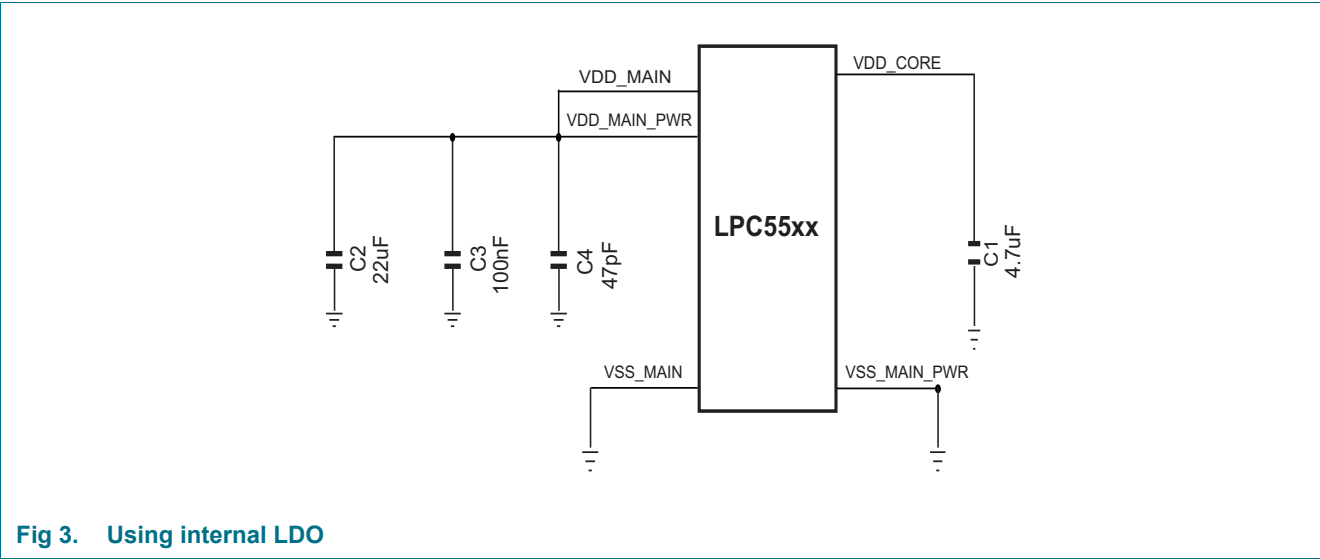 VDD_MAIN
VDD_CORE
VDD_MAIN_PWR
LPC55xx
C2
22uF
C3
100nF
C4
47pF
C1
4.7uF
VSS_MAIN
VSS_MAIN_PWR
Fig 3. Using internal LDO